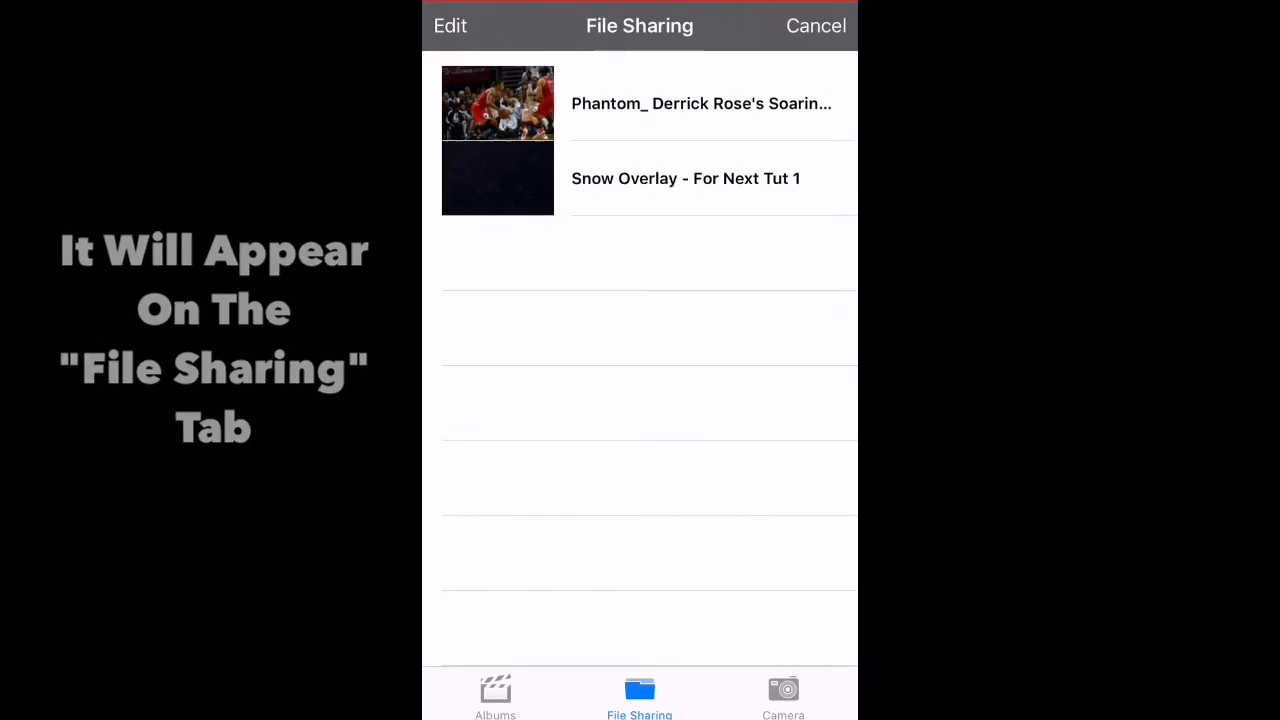 It Will Appear
On The
"File Sharing"
Tab
Edit
File Sharing
Cancel
Phantom_ Derrick Rose's Soarin...
Snow Overlay - For Next Tut 1
Albums
File Sharing
Camera